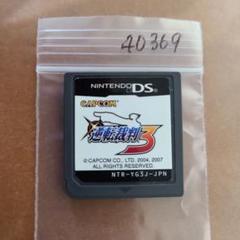 40369
NINTENDO DS
CAPCOM
逆転裁判3
©CAPCOM CO., LTD. 2004, 2007
ALL RIGHTS RESERVED.
NTR-YG3J-JPN